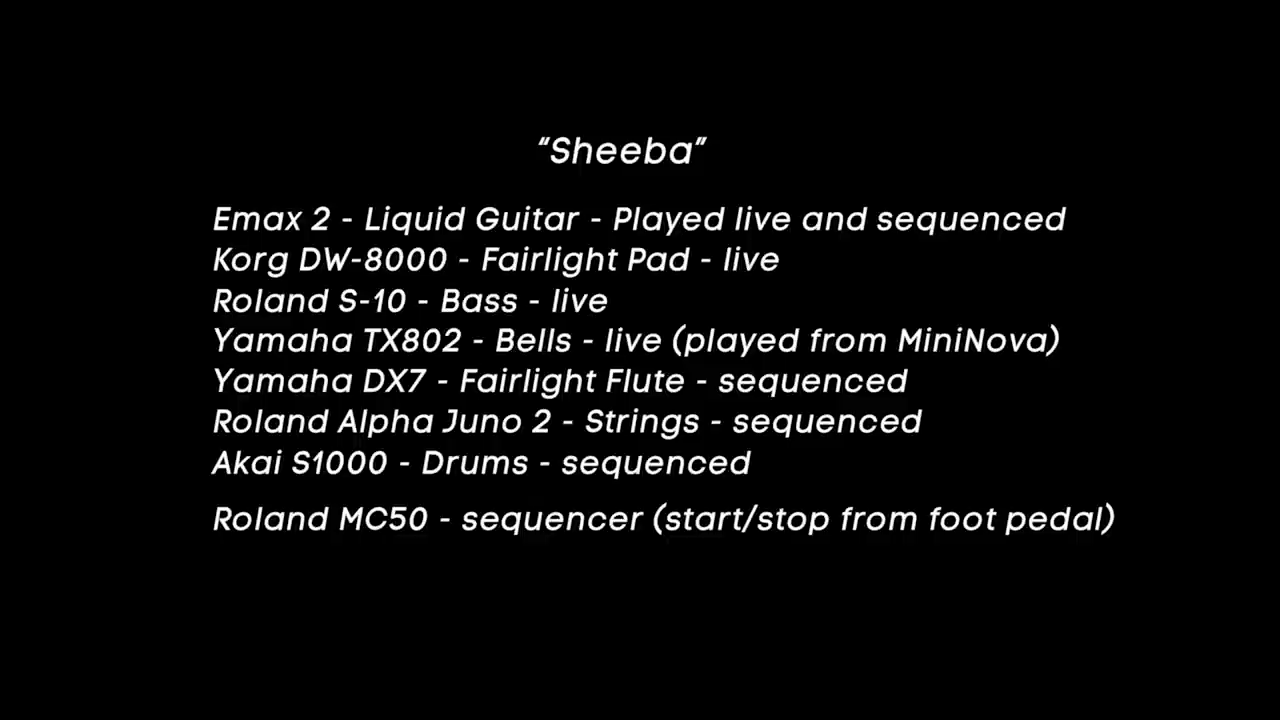 “Sheeba”
Emax 2 - Liquid Guitar - Played live and sequenced
Korg DW-8000 - Fairlight Pad - live
Roland S-10 - Bass - live
Yamaha TX802 - Bells - live (played from MiniNova)
Yamaha DX7 - Fairlight Flute - sequenced
Roland Alpha Juno 2 - Strings - sequenced
Akai S1000 - Drums - sequenced
Roland MC50 - sequencer (start/stop from foot pedal)